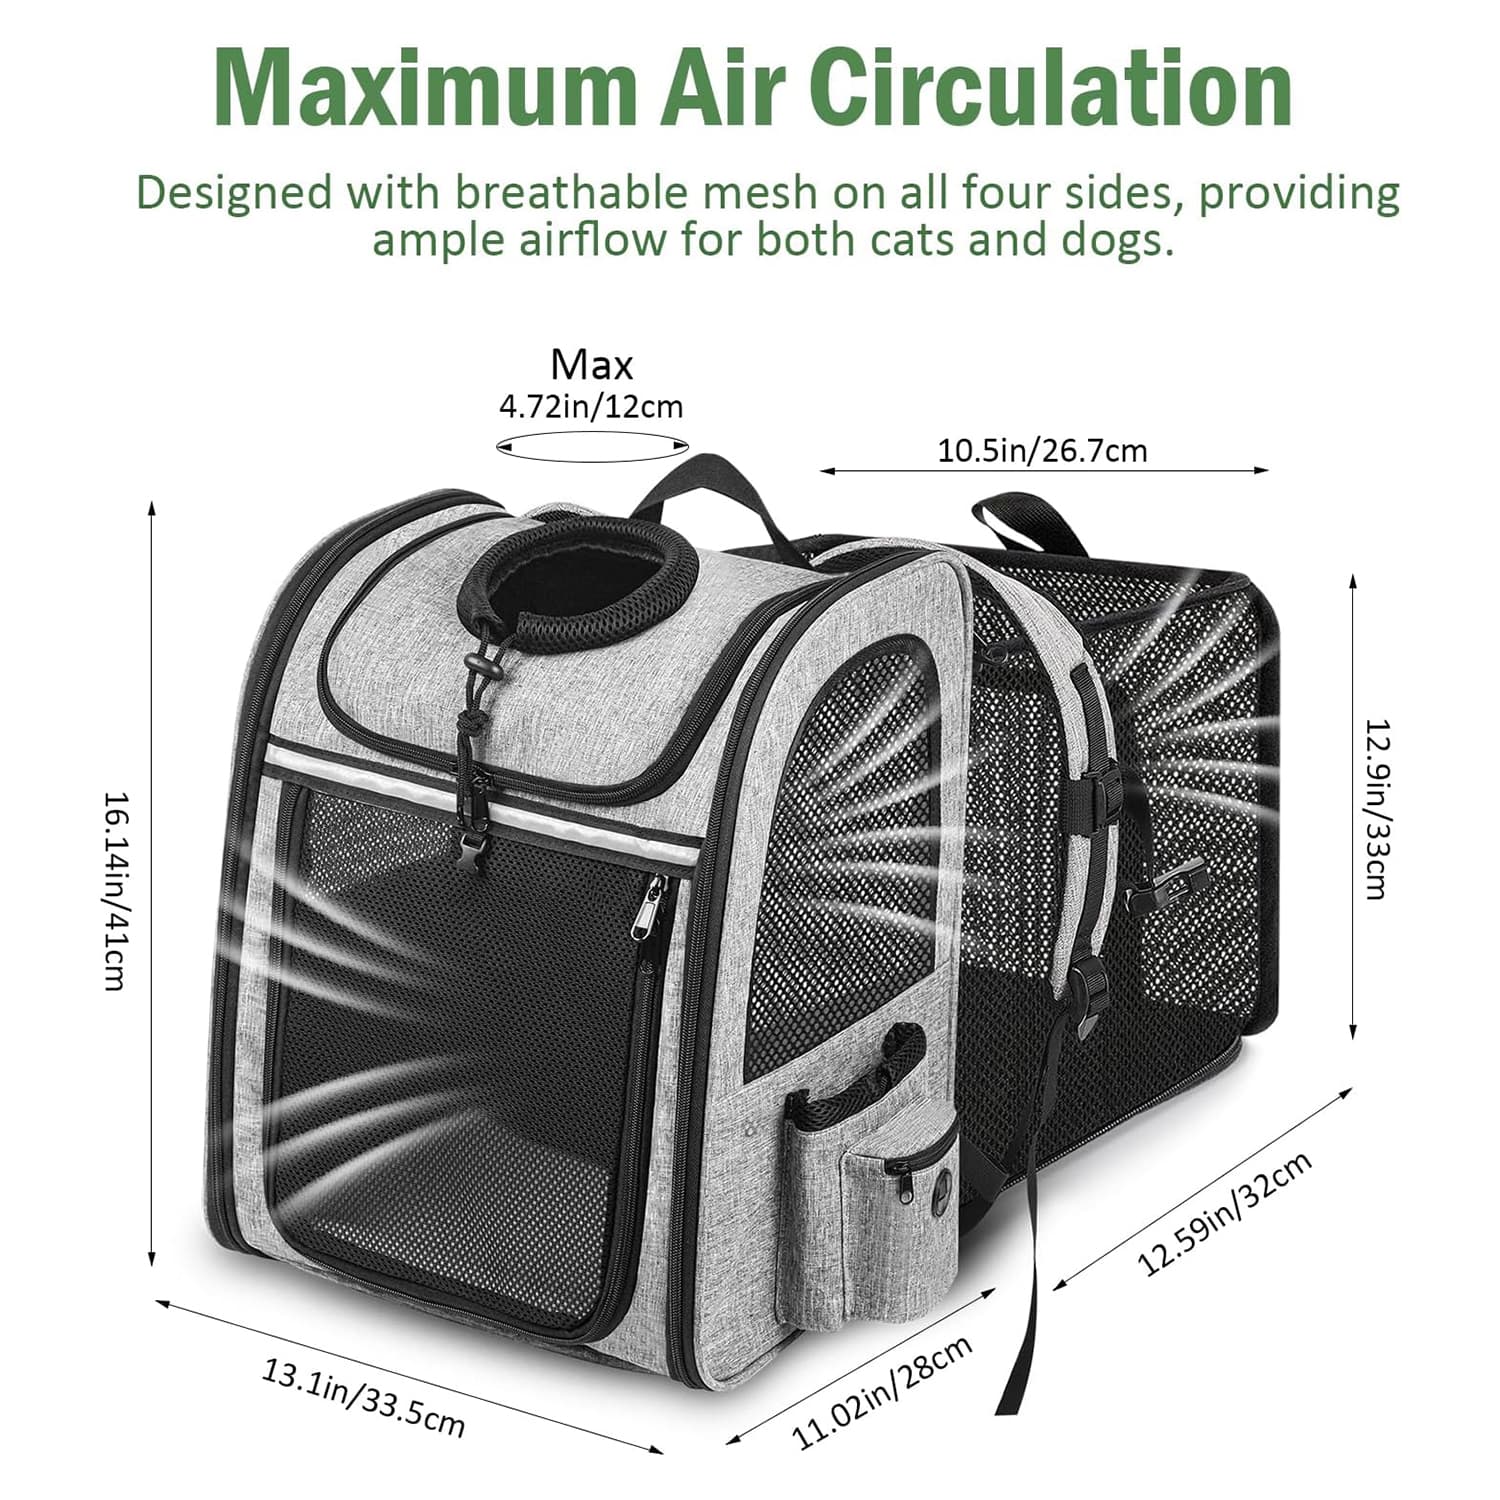 Maximum Air Circulation
Designed with breathable mesh on all four sides, providing
ample airflow for both cats and dogs.
Max
4.72in/12cm
10.5in/26.7cm
16.14in/41cm
12.9in/33cm
12.59in/32cm
13.1in/33.5cm
11.02in/28cm